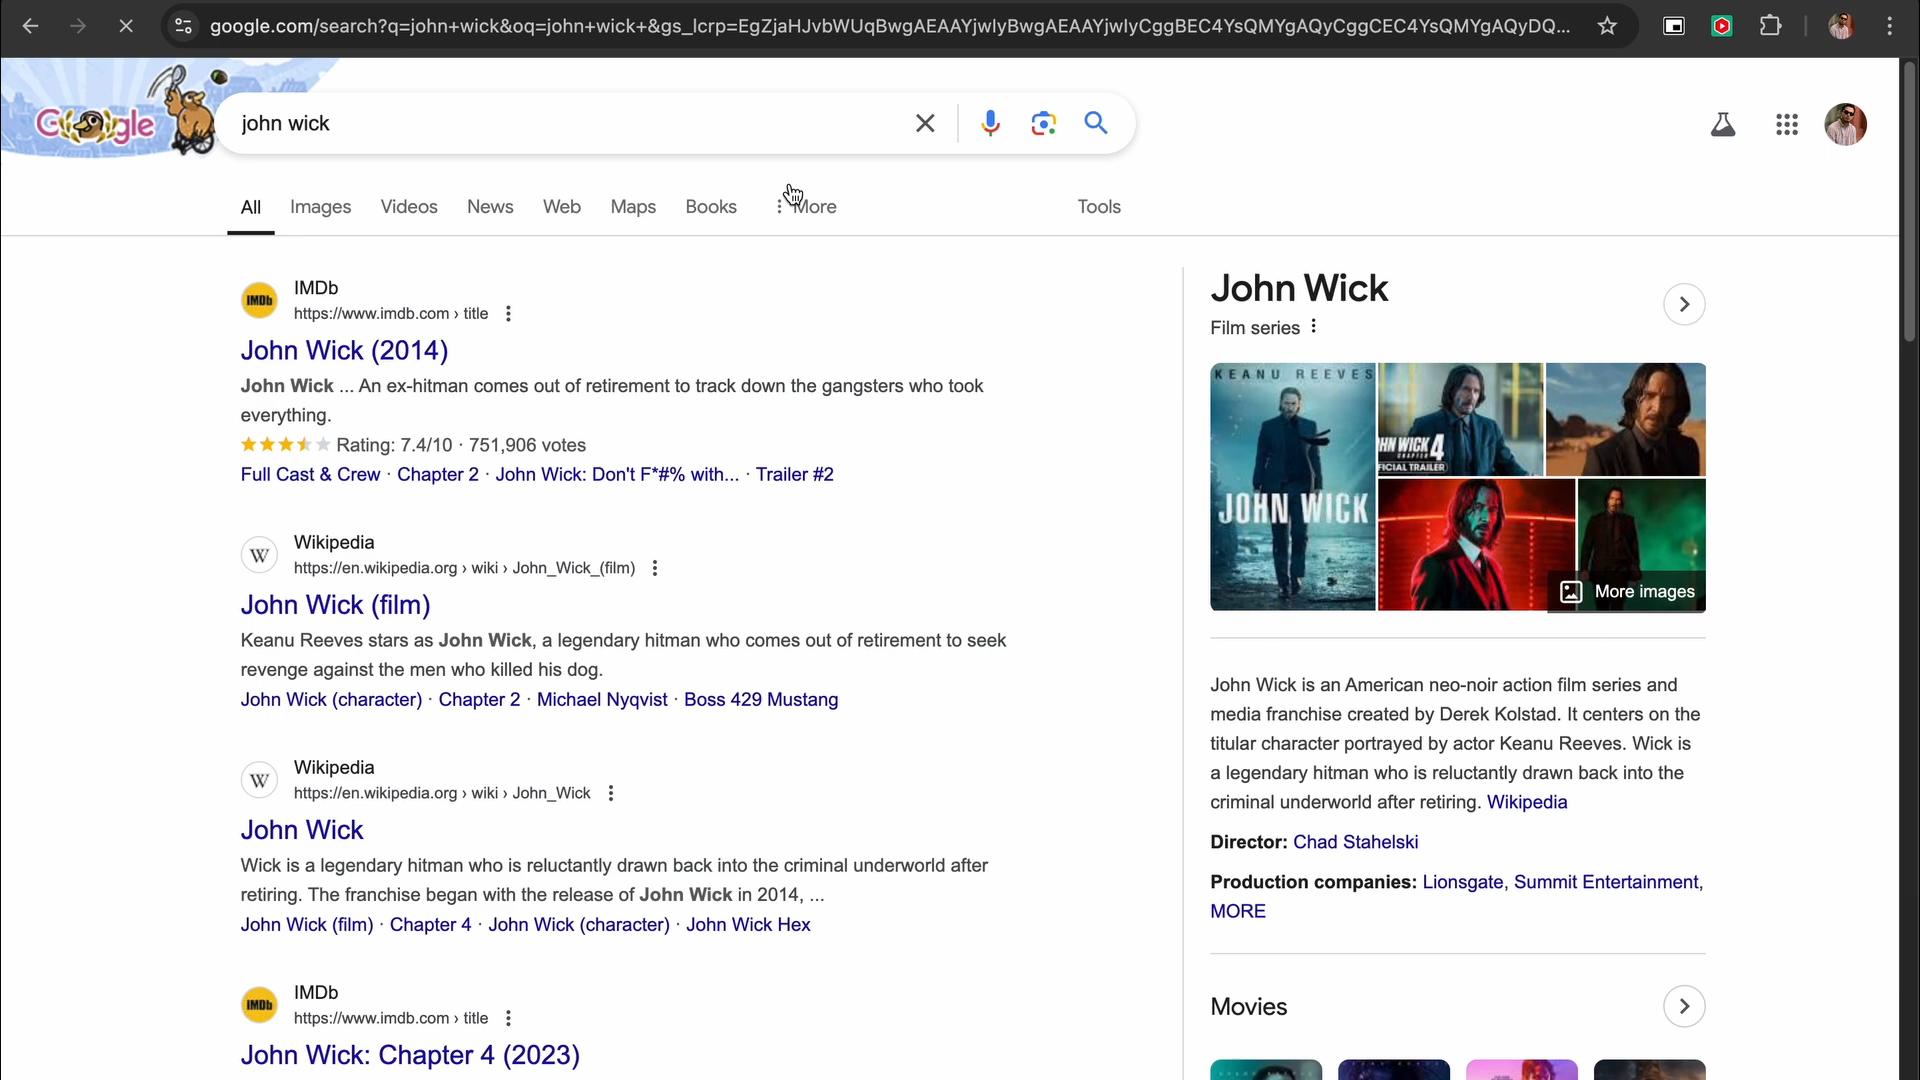 google.com/search?q=john+wick&oq=john+wick+&gs_lcrp=EgZjaHJvbWUqBwgAEAAYjwIyBwgAEAAYjwIyCggBEC4YsQMYgAQyCggCEC4YsQMYgAQyDQ...
Google
john wick
All Images Videos News Web Maps Books More Tools
IMDb
https://www.imdb.com › title
John Wick (2014)
John Wick ... An ex-hitman comes out of retirement to track down the gangsters who took
everything.
Rating: 7.4/10 · 751,906 votes
Full Cast & Crew · Chapter 2 · John Wick: Don't F*#% with... · Trailer #2
W
Wikipedia
https://en.wikipedia.org › wiki › John_Wick_(film)
John Wick (film)
Keanu Reeves stars as John Wick, a legendary hitman who comes out of retirement to seek
revenge against the men who killed his dog.
John Wick (character) · Chapter 2 · Michael Nyqvist · Boss 429 Mustang
W
Wikipedia
https://en.wikipedia.org › wiki › John_Wick
John Wick
Wick is a legendary hitman who is reluctantly drawn back into the criminal underworld after
retiring. The franchise began with the release of John Wick in 2014, ...
John Wick (film) · Chapter 4 · John Wick (character) · John Wick Hex
IMDb
IMDb
https://www.imdb.com › title
John Wick: Chapter 4 (2023)
John Wick
Film series
KEANU REEVES
JOHN WICK
HN WICK 4
CHAPTER
FICIAL TRAILER
More images
John Wick is an American neo-noir action film series and
media franchise created by Derek Kolstad. It centers on the
titular character portrayed by actor Keanu Reeves. Wick is
a legendary hitman who is reluctantly drawn back into the
criminal underworld after retiring. Wikipedia
Director: Chad Stahelski
Production companies: Lionsgate, Summit Entertainment,
MORE
Movies